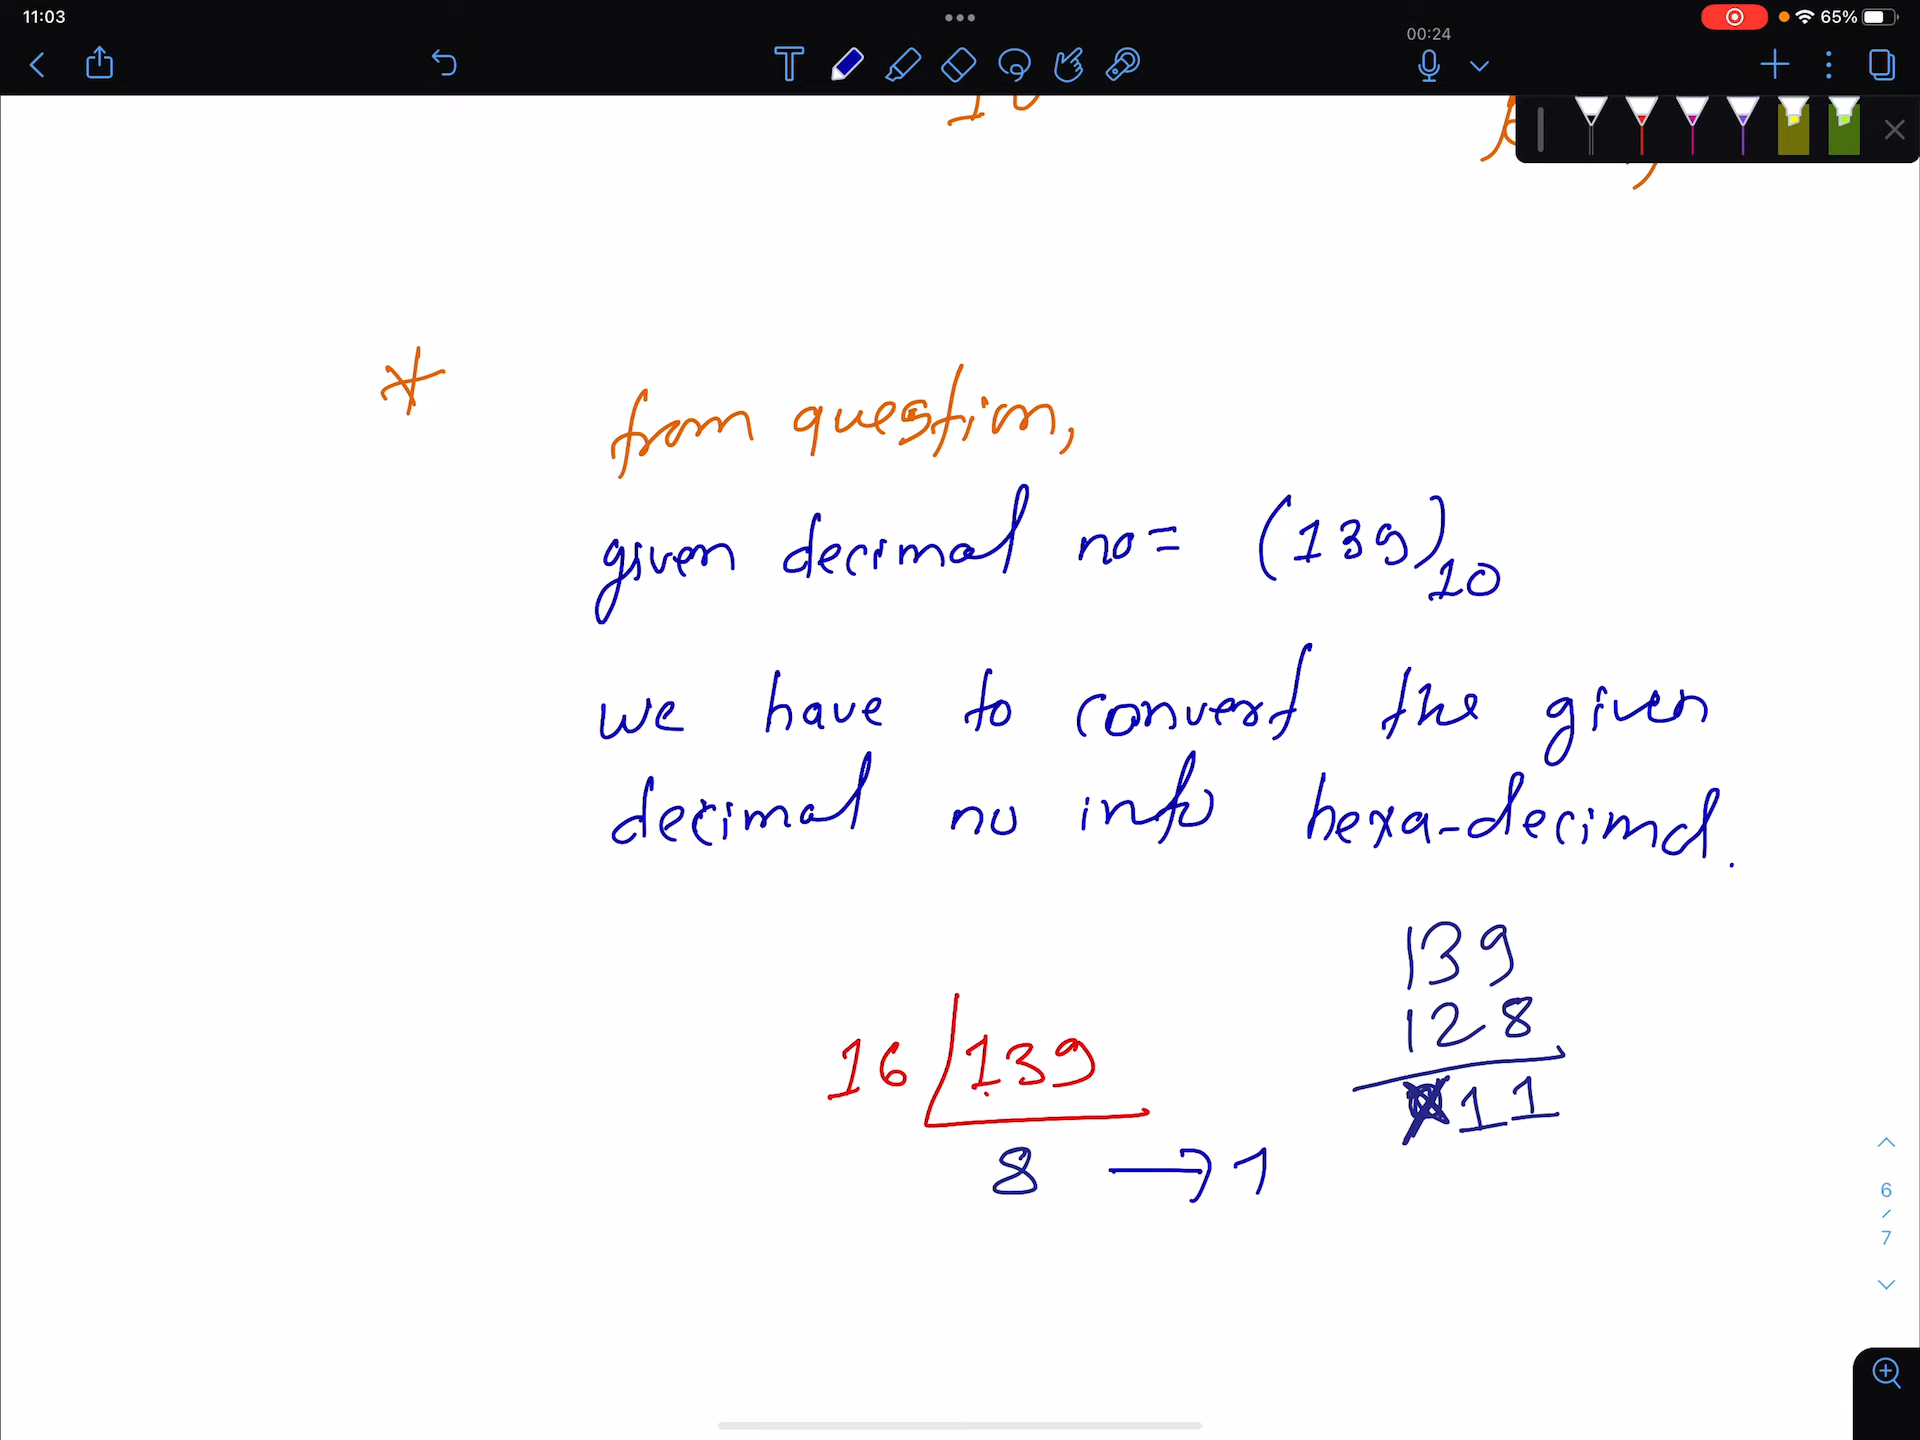 11:03
65%
00:24
10
from question,
given decimal no = (139)10
we have to convert the given
decimal no into hexa-decimal.
139
128
11
16 139
8 → 1
6
/
7